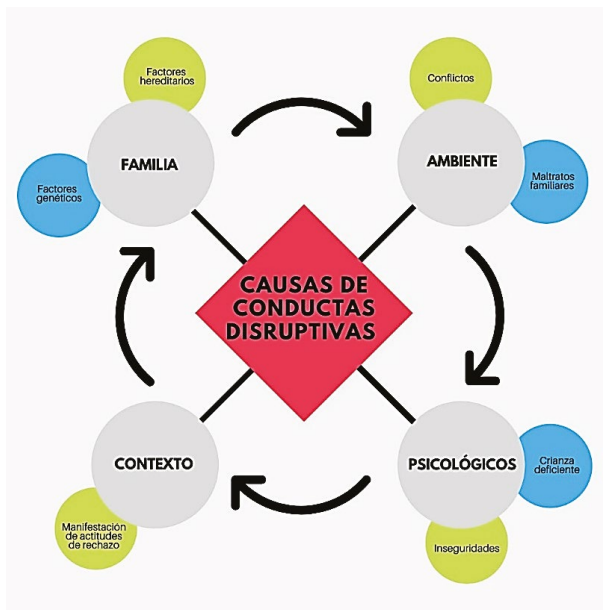 Factores
hereditarios
FAMILIA
Factores
genéticos
Conflictos
AMBIENTE
Maltratos
familiares
CAUSAS DE
CONDUCTAS
DISRUPTIVAS
CONTEXTO
Manifestación
de actitudes
de rechazo
PSICOLÓGICOS
Crianza
deficiente
Inseguridades